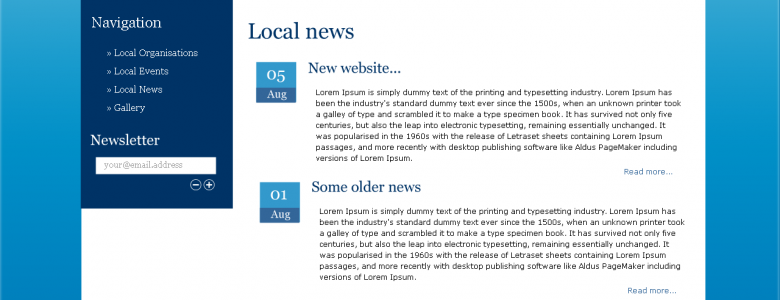 Navigation
» Local Organisations
» Local Events
» Local News
» Gallery
Newsletter
your@email.address
Local news
05
Aug
New website...
Lorem Ipsum is simply dummy text of the printing and typesetting industry. Lorem Ipsum has
been the industry's standard dummy text ever since the 1500s, when an unknown printer took
a galley of type and scrambled it to make a type specimen book. It has survived not only five
centuries, but also the leap into electronic typesetting, remaining essentially unchanged. It
was popularised in the 1960s with the release of Letraset sheets containing Lorem Ipsum
passages, and more recently with desktop publishing software like Aldus PageMaker including
versions of Lorem Ipsum.
Read more...
01
Aug
Some older news
Lorem Ipsum is simply dummy text of the printing and typesetting industry. Lorem Ipsum has
been the industry's standard dummy text ever since the 1500s, when an unknown printer took
a galley of type and scrambled it to make a type specimen book. It has survived not only five
centuries, but also the leap into electronic typesetting, remaining essentially unchanged. It
was popularised in the 1960s with the release of Letraset sheets containing Lorem Ipsum
passages, and more recently with desktop publishing software like Aldus PageMaker including
versions of Lorem Ipsum.
Read more...